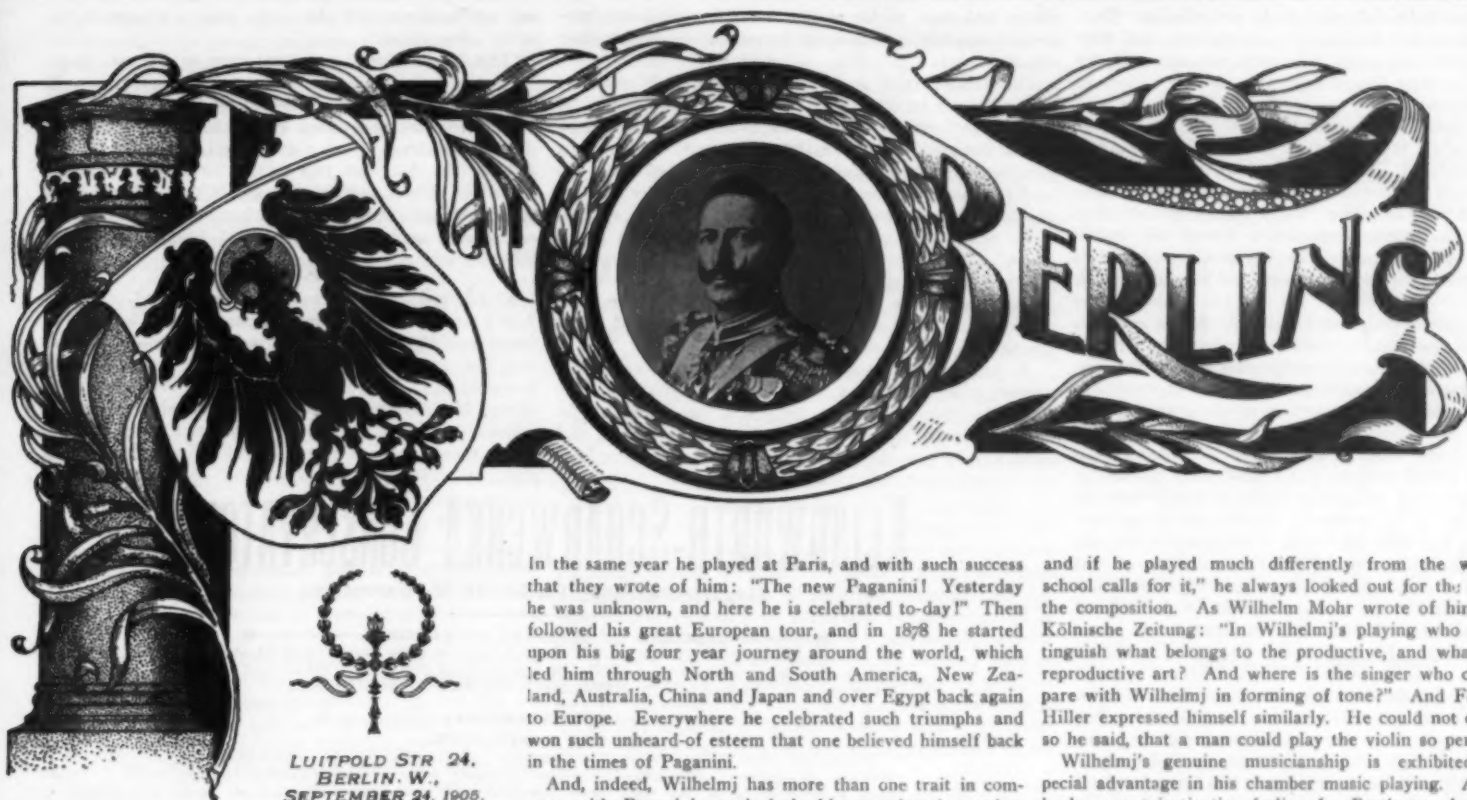 BERLIN
LUITPOLD STR 24,
BERLIN. W.,
SEPTEMBER 24, 1905.
In the same year he played at Paris, and with such success
that they wrote of him: "The new Paganini! Yesterday
he was unknown, and here he is celebrated to-day!" Then
followed his great European tour, and in 1878 he started
upon his big four year journey around the world, which
led him through North and South America, New Zea-
land, Australia, China and Japan and over Egypt back again
to Europe. Everywhere he celebrated such triumphs and
won such unheard-of esteem that one believed himself back
in the times of Paganini.
And, indeed, Wilhelmj has more than one trait in com-
and if he played much differently from the
school calls for it," he always looked out for
the composition. As Wilhelm Mohr wrote of
Kölnische Zeitung: "In Wilhelmj's playing who
tinguish what belongs to the productive, and
reproductive art? And where is the singer who
pare with Wilhelmj in forming of tone?" And
Hiller expressed himself similarly. He could not
so he said, that a man could play the violin so
Wilhelmj's genuine musicianship is exhibited
pecial advantage in his chamber music playing.